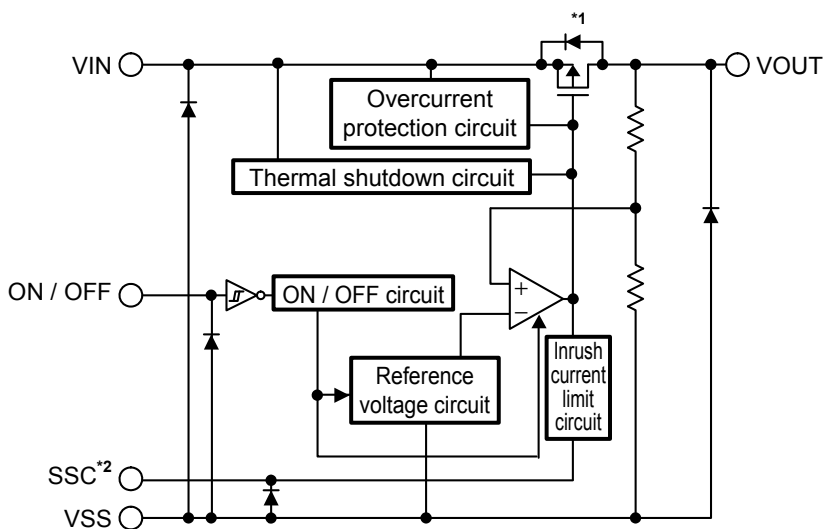 *1
VIN
VOUT
Overcurrent
protection circuit
Thermal shutdown circuit
ON / OFF
ON / OFF circuit
+
−
Reference
voltage circuit
Inrush
current
limit
circuit
SSC*2
VSS